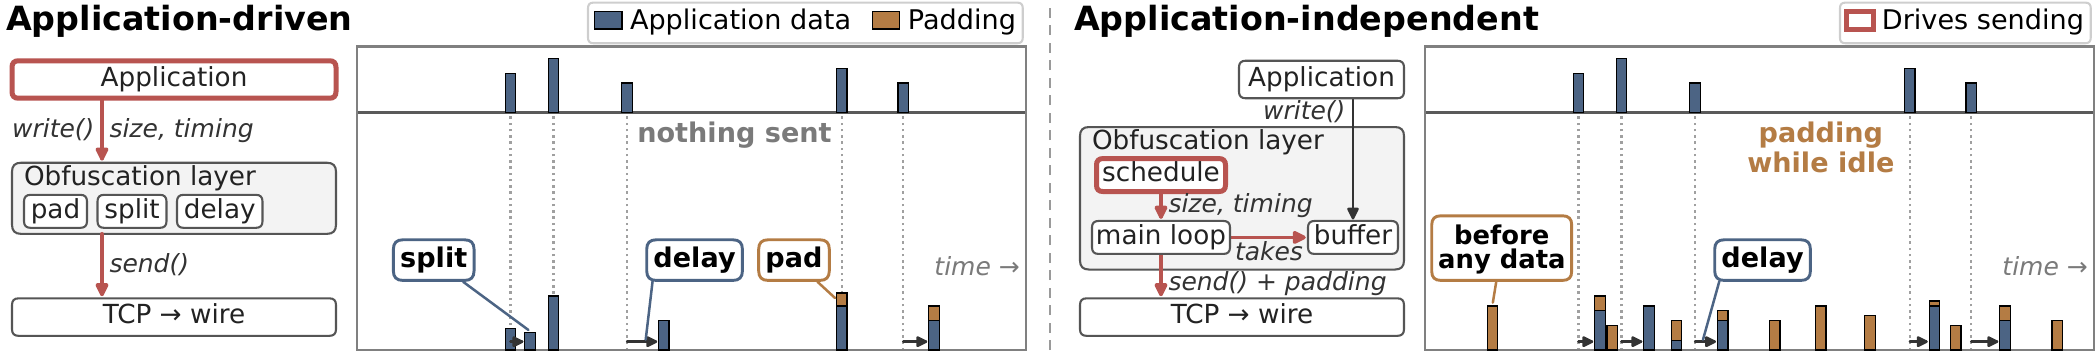 Application-driven
Application data
Padding
Application
write() size, timing
Obfuscation layer
pad split delay
send()
TCP → wire
nothing sent
split
delay
pad
time →
Application-independent
Drives sending
Application
write()
Obfuscation layer
schedule
size, timing
main loop
takes
buffer
send() + padding
TCP → wire
padding
while idle
before
any data
delay
time →